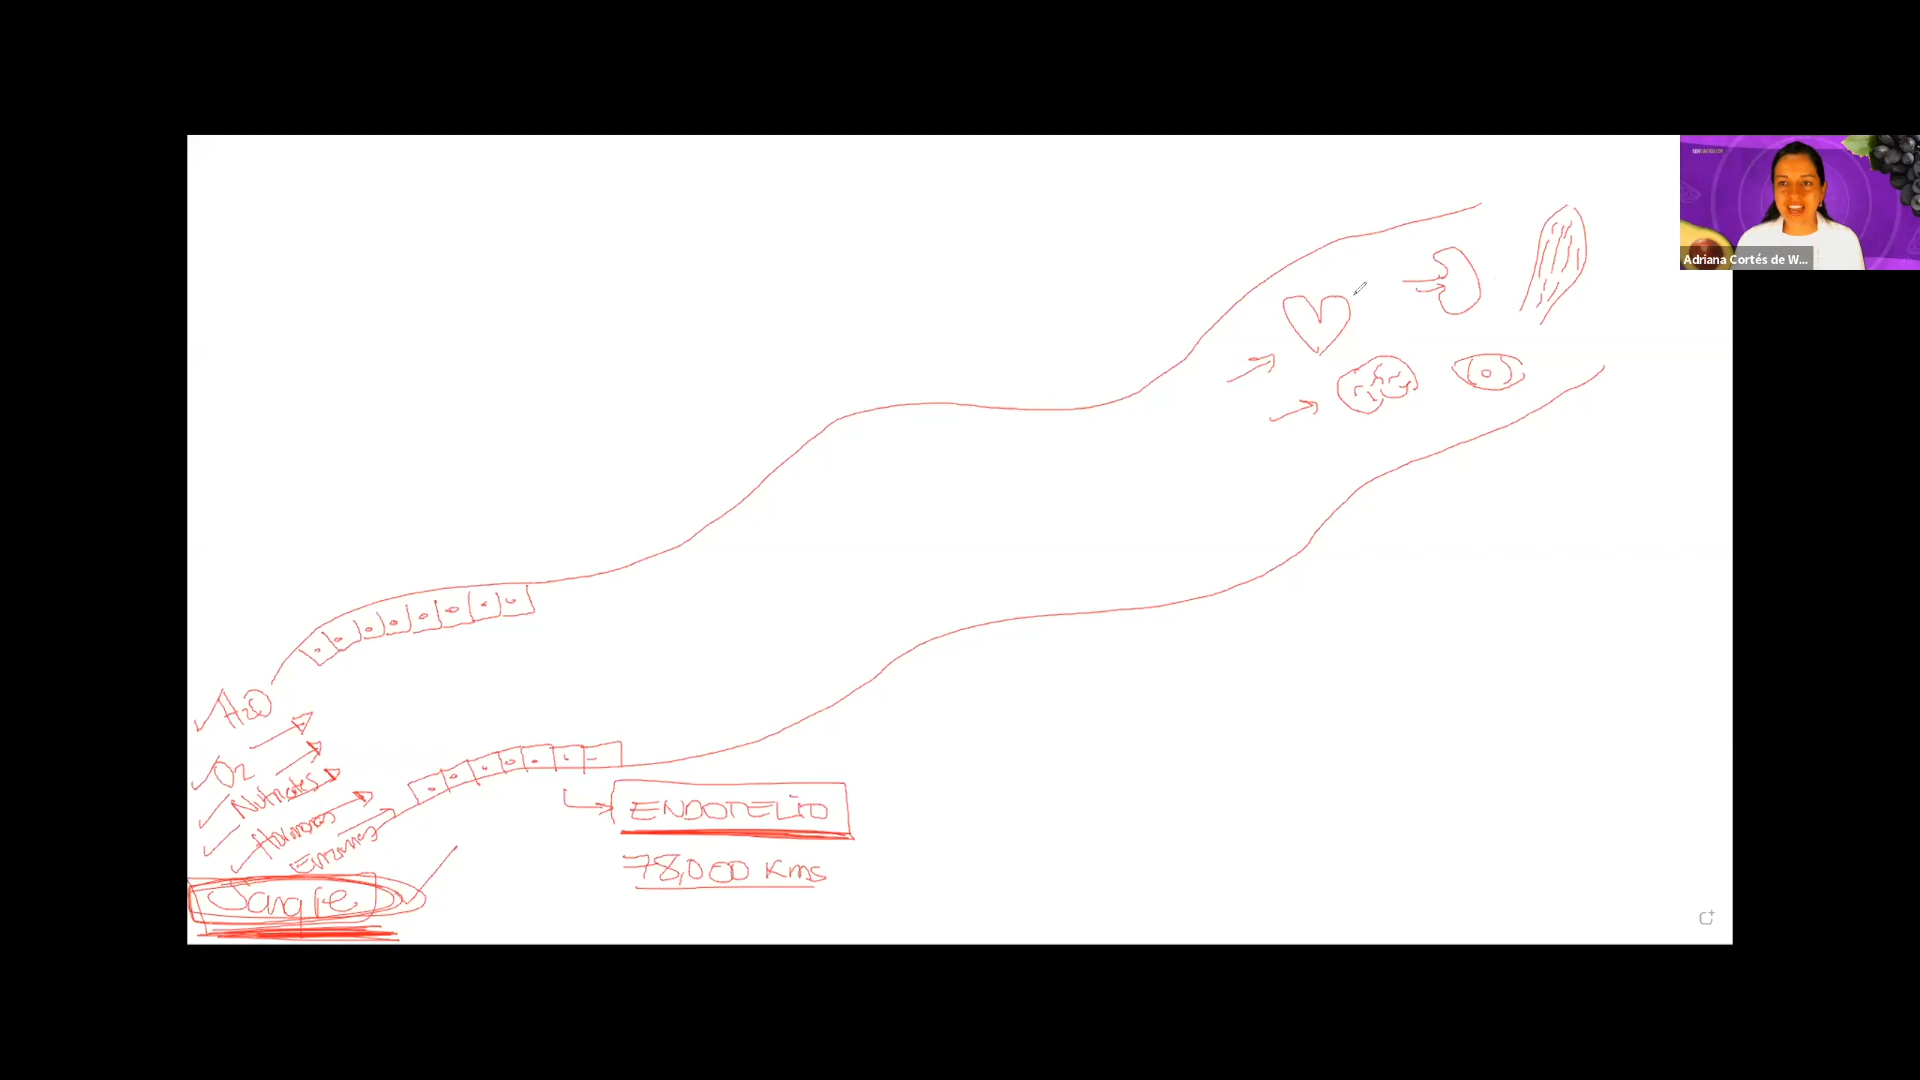 Adriana Cortés de W...
H2O
O2
Nutrientes
Hormonas
Enzimas
Sangre
ENDOTELIO
78,000 Kms